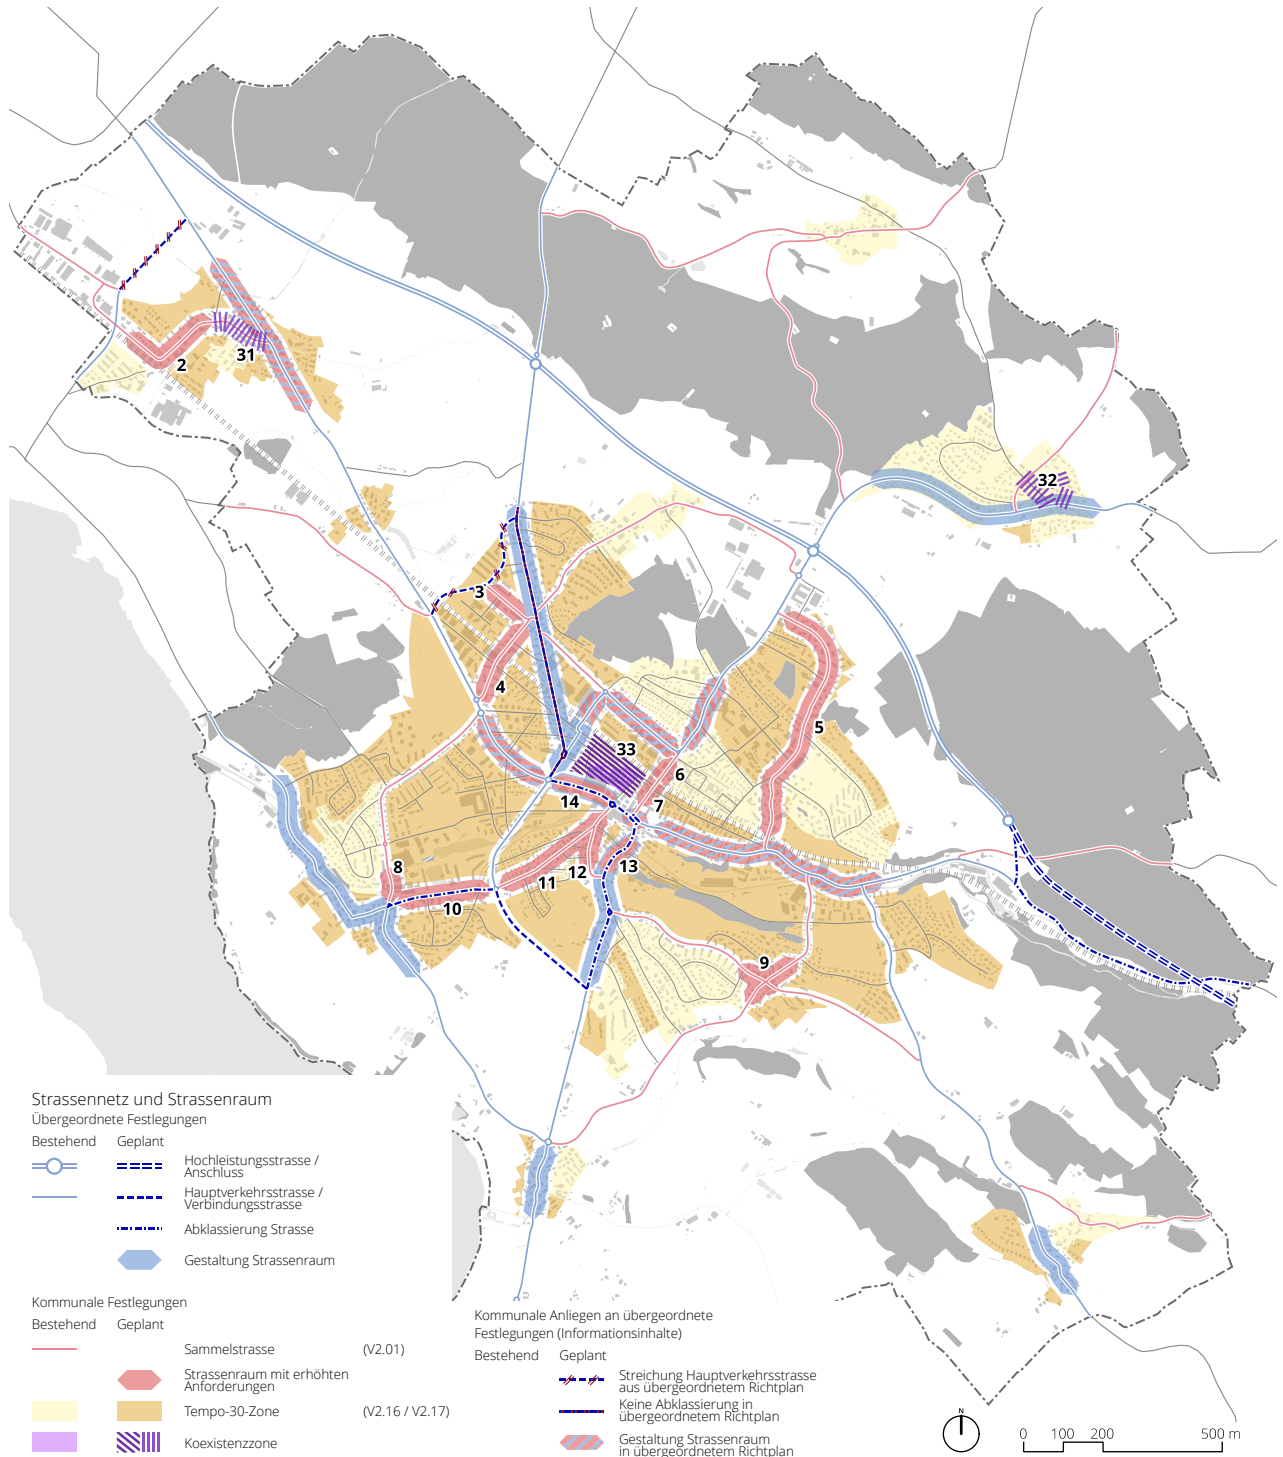 2
31
32
3
4
5
33
6
7
14
8
13
12
11
10
9
Strassennetz und Strassenraum
Übergeordnete Festlegungen
Bestehend Geplant
Hochleistungsstrasse /
Anschluss
Hauptverkehrsstrasse /
Verbindungsstrasse
Abklassierung Strasse
Gestaltung Strassenraum
Kommunale Festlegungen
Bestehend Geplant
Sammelstrasse (V2.01)
Strassenraum mit erhöhten
Anforderungen
Tempo-30-Zone (V2.16 / V2.17)
Koexistenzzone
Kommunale Anliegen an übergeordnete
Festlegungen (Informationsinhalte)
Bestehend Geplant
Streichung Hauptverkehrsstrasse
aus übergeordnetem Richtplan
Keine Abklassierung in
übergeordnetem Richtplan
Gestaltung Strassenraum
in übergeordnetem Richtplan
N
0 100 200 500 m